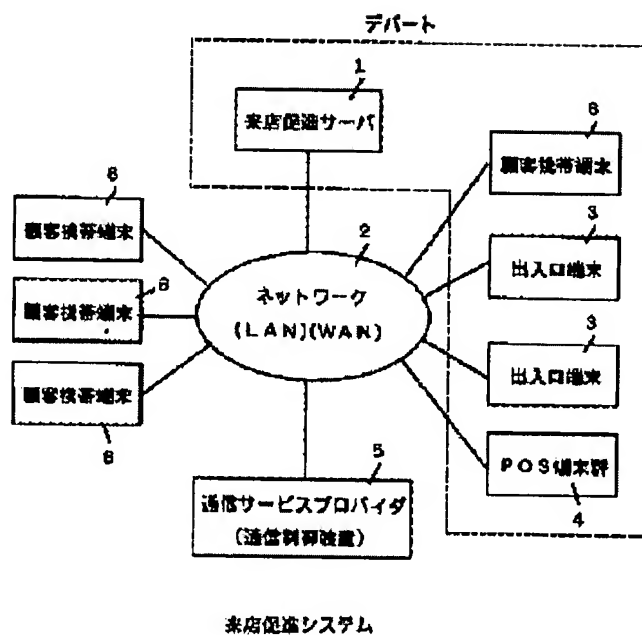 デパート
1
来店促進サーバ
6
顧客携帯端末
6
顧客携帯端末
2
3
出入口端末
6
顧客携帯端末
ネットワーク
(LAN)(WAN)
3
出入口端末
顧客携帯端末
6
POS端末群
4
5
通信サービスプロバイダ
(通信制御装置)
来店促進システム